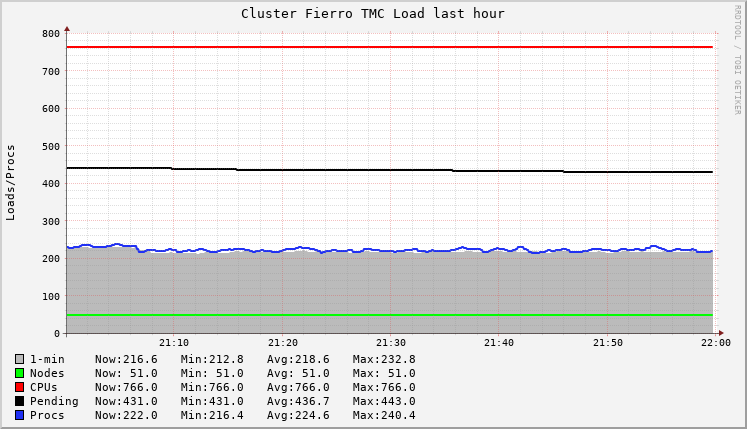 Cluster Fierro TMC Load last hour
RRDTOOL / TOBI OETIKER
Loads/Procs
800
700
600
500
400
300
200
100
0
21:10 21:20 21:30 21:40 21:50 22:00
1-min Now:216.6 Min:212.8 Avg:218.6 Max:232.8
Nodes Now: 51.0 Min: 51.0 Avg: 51.0 Max: 51.0
CPUs Now:766.0 Min:766.0 Avg:766.0 Max:766.0
Pending Now:431.0 Min:431.0 Avg:436.7 Max:443.0
Procs Now:222.0 Min:216.4 Avg:224.6 Max:240.4